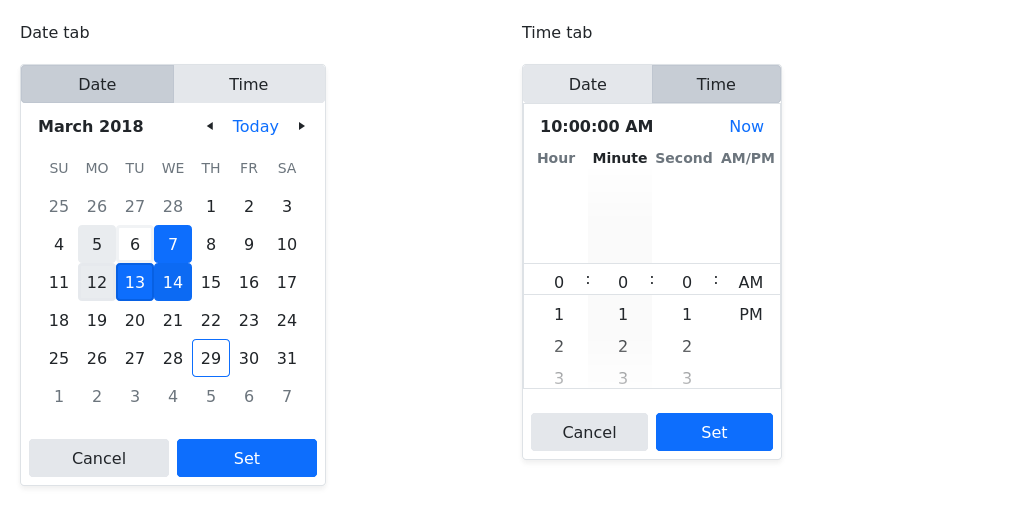 Date tab
Date Time
March 2018 ◄ Today ►
SU MO TU WE TH FR SA
25 26 27 28 1 2 3
4 5 6 7 8 9 10
11 12 13 14 15 16 17
18 19 20 21 22 23 24
25 26 27 28 29 30 31
1 2 3 4 5 6 7
Cancel Set
Time tab
Date Time
10:00:00 AM Now
Hour Minute Second AM/PM
0 : 0 : 0 : AM
1 1 1 PM
2 2 2
3 3 3
Cancel Set